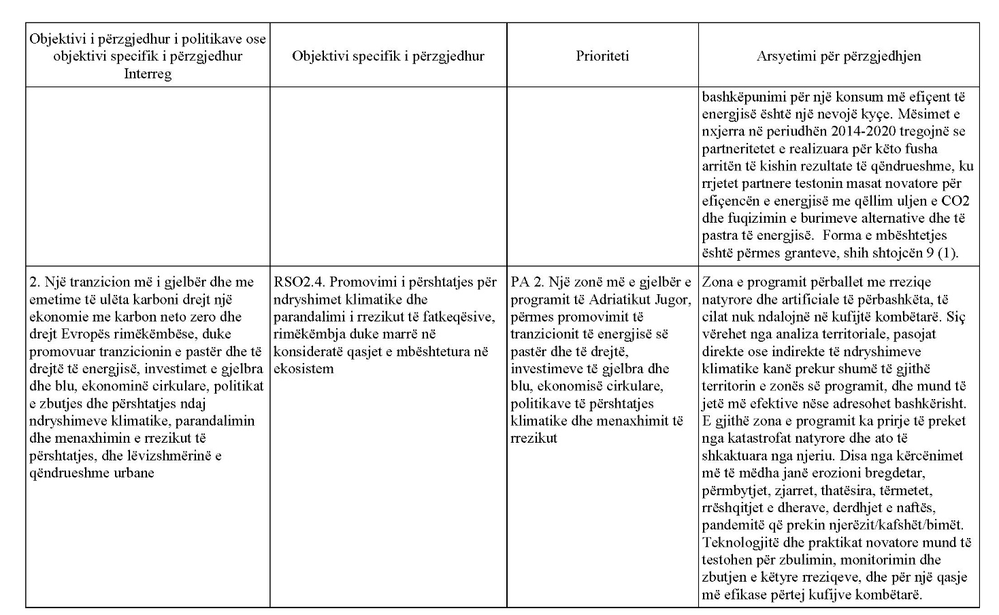 Objektivi i përzgjedhur i politikave ose
objektivi specifik i përzgjedhur
Interreg
Objektivi specifik i përzgjedhur
Prioriteti
Arsyetimi për përzgjedhjen
bashkëpunimi për një konsum më efiçent të
energjisë është një nevojë kyçe. Mësimet e
nxjerra në periudhën 2014-2020 tregojnë se
partneritetet e realizuara për këto fusha
arritën të kishin rezultate të qëndrueshme, ku
rrjetet partnere testonin masat novatore për
efiçencën e energjisë me qëllim uljen e CO2
dhe fuqizimin e burimeve alternative dhe të
pastra të energjisë.  Forma e mbështetjes
është përmes granteve, shih shtojcën 9 (1).
2. Një tranzicion më i gjelbër dhe me
emetime të ulëta karboni drejt një
ekonomie me karbon neto zero dhe
drejt Evropës rimëkëmbëse, duke
promovuar tranzicionin e pastër dhe të
drejtë të energjisë, investimet e gjelbra
dhe blu, ekonominë cirkulare, politikat
e zbutjes dhe përshtatjes ndaj
ndryshimeve klimatike, parandalimin
dhe menaxhimin e rrezikut të
përshtatjes, dhe lëvizshmërinë e
qëndrueshme urbane
RSO2.4. Promovimi i përshtatjes për
ndryshimet klimatike dhe
parandalimi i rrezikut të fatkeqësive,
rimëkëmbja duke marrë në
konsideratë qasjet e mbështetura në
ekosistem
PA 2. Një zonë më e gjelbër e
programit të Adriatikut Jugor,
përmes promovimit të
tranzicionit të energjisë së
pastër dhe të drejtë,
investimeve të gjelbra dhe
blu, ekonomisë cirkulare,
politikave të përshtatjes
klimatike dhe menaxhimit të
rrezikut
Zona e programit përballet me rreziqe
natyrore dhe artificiale të përbashkëta, të
cilat nuk ndalojnë në kufijtë kombëtarë. Siç
vërehet nga analiza territoriale, pasojat
direkte ose indirekte të ndryshimeve
klimatike kanë prekur shumë të gjithë
territorin e zonës së programit, dhe mund të
jetë më efektive nëse adresohet bashkërisht.
E gjithë zona e programit ka prirje të preket
nga katastrofat natyrore dhe ato të
shkaktuara nga njeriu. Disa nga kërcënimet
më të mëdha janë erozioni bregdetar,
përmbytjet, zjarret, thatësira, tërmetet,
rrëshqitjet e dherave, derdhjet e naftës,
pandemitë që prekin njerëzit/kafshët/bimët.
Teknologjitë dhe praktikat novatore mund të
testohen për zbulimin, monitorimin dhe
zbutjen e këtyre rreziqeve, dhe për një qasje
më efikase përtej kufijve kombëtarë.